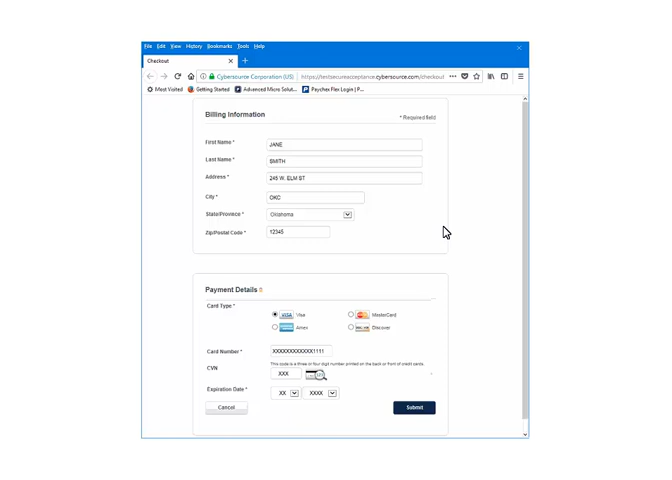 File Edit View History Bookmarks Tools Help
Checkout
Cybersource Corporation (US) https://testsecureacceptance.cybersource.com/checkout
Most Visited Getting Started Advanced Micro Solut... Paychex Flex Login | P...
Billing Information
* Required field
First Name * JANE
Last Name * SMITH
Address * 245 W. ELM ST
City * OKC
State/Province * Oklahoma
Zip/Postal Code * 12345
Payment Details
Card Type *
VISA Visa MasterCard
Amex Discover
Card Number * XXXXXXXXXXXX1111
CVN This code is a three or four digit number printed on the back or front of credit cards.
XXX
Expiration Date * XX XXXX
Cancel Submit